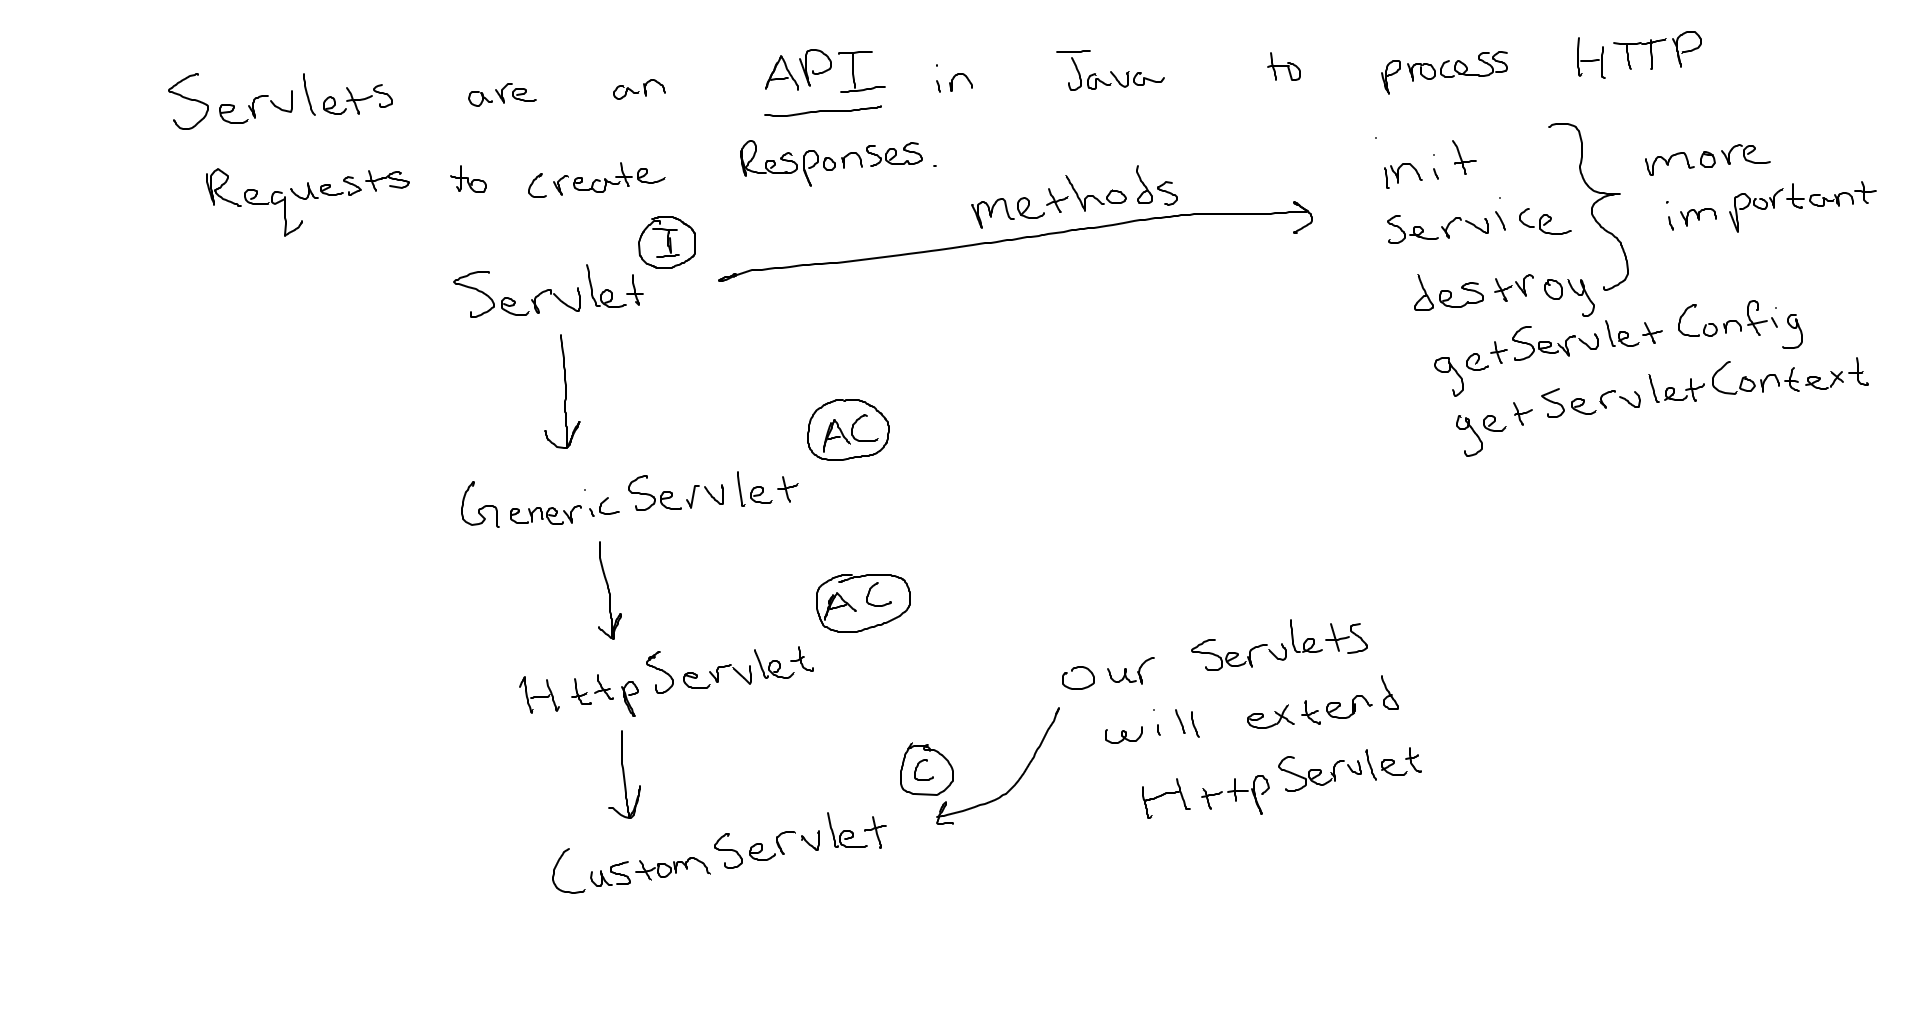 Servlets are an API in Java to process HTTP
Requests to create Responses.
Servlet I
methods
init
service
destroy
more
important
getServletConfig
getServletContext
GenericServlet AC
HttpServlet AC
CustomServlet C
Our Servlets
will extend
HttpServlet